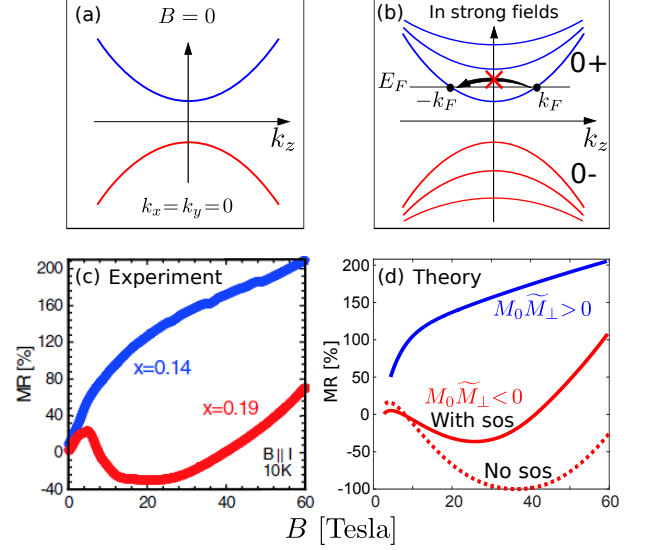 (a)
B = 0
k_z
k_x = k_y = 0
(b)
In strong fields
0+
E_F
−k_F
k_F
k_z
0-
(c) Experiment
MR [%]
200
160
120
80
40
0
-40
x=0.14
x=0.19
B || I
10K
0
20
40
60
(d) Theory
MR [%]
200
150
100
50
0
-50
-100
M_0 \widetilde{M}_⊥ > 0
M_0 \widetilde{M}_⊥ < 0
With sos
No sos
0
20
40
60
B [Tesla]